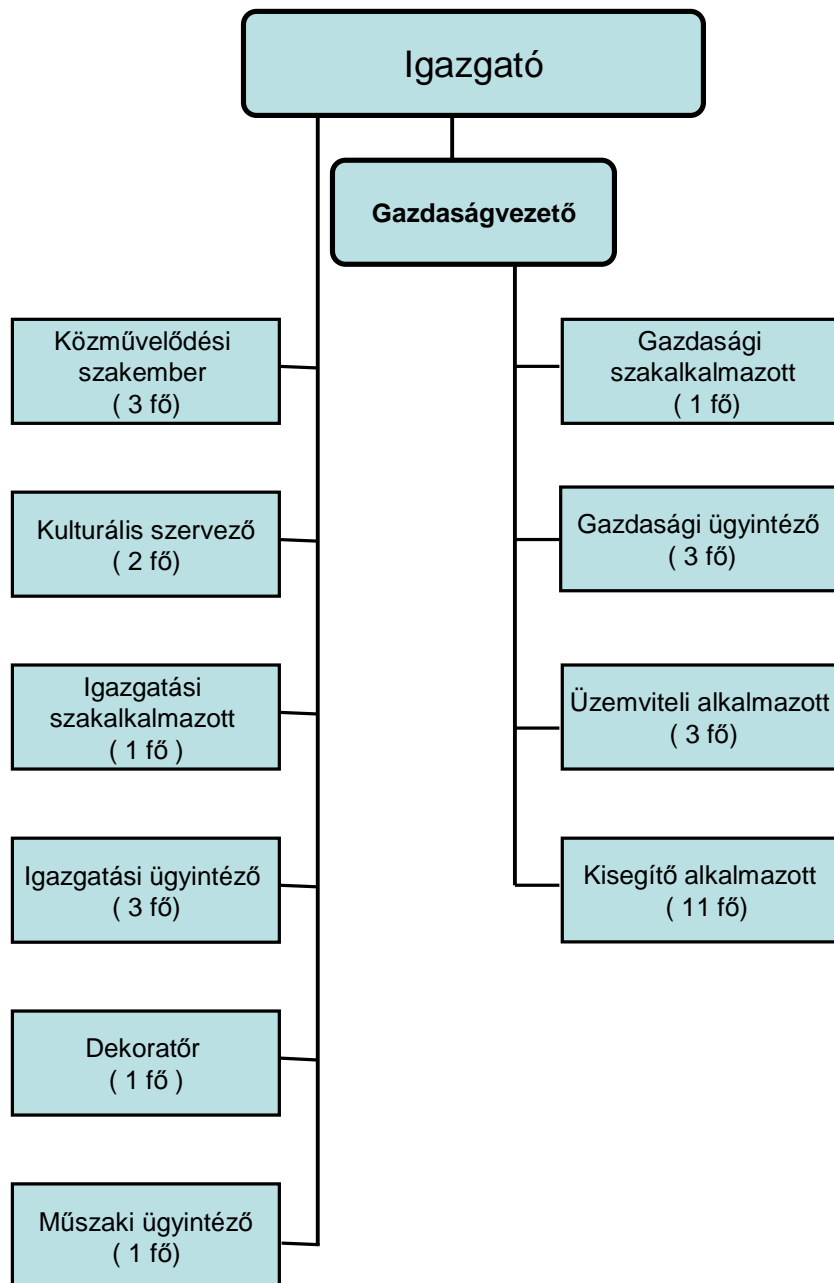 Igazgató
Gazdaságvezető
Közművelődési
szakember
( 3 fő)
Kulturális szervező
( 2 fő)
Igazgatási
szakalkalmazott
( 1 fő )
Igazgatási ügyintéző
( 3 fő)
Dekoratőr
( 1 fő )
Műszaki ügyintéző
( 1 fő)
Gazdasági
szakalkalmazott
( 1 fő)
Gazdasági ügyintéző
( 3 fő)
Üzemviteli alkalmazott
( 3 fő)
Kisegítő alkalmazott
( 11 fő)